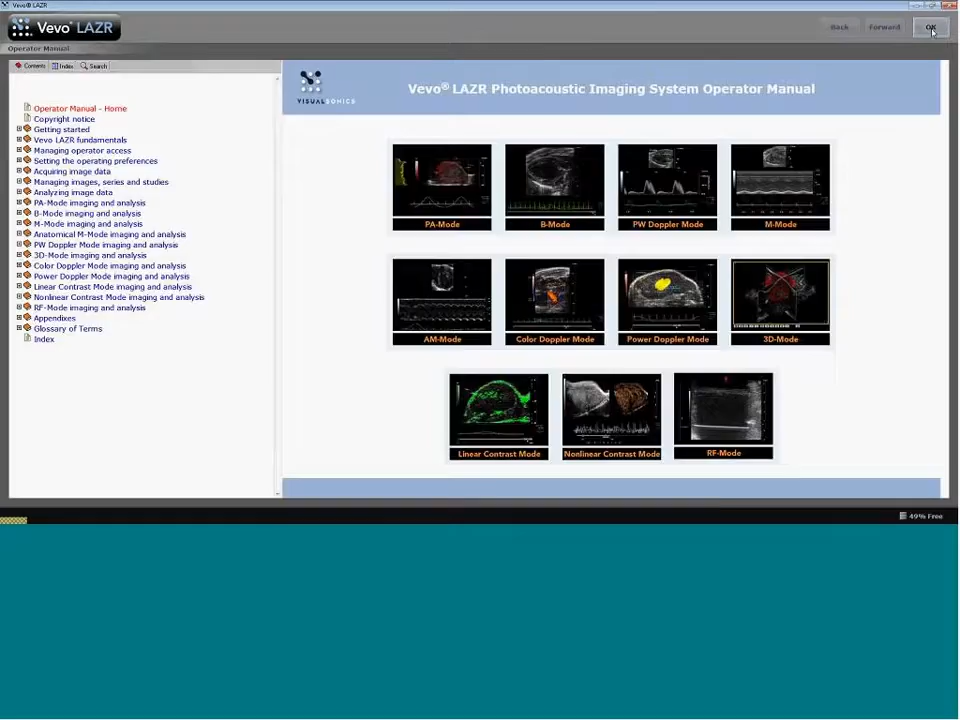 Vevo® LAZR
Vevo® LAZR
Back
Forward
OK
Operator Manual
Contents
Index
Search
Operator Manual - Home
Copyright notice
Getting started
Vevo LAZR fundamentals
Managing operator access
Setting the operating preferences
Acquiring image data
Managing images, series and studies
Analyzing image data
PA-Mode imaging and analysis
B-Mode imaging and analysis
M-Mode imaging and analysis
Anatomical M-Mode imaging and analysis
PW Doppler Mode imaging and analysis
3D-Mode imaging and analysis
Color Doppler Mode imaging and analysis
Power Doppler Mode imaging and analysis
Linear Contrast Mode imaging and analysis
Nonlinear Contrast Mode imaging and analysis
RF-Mode imaging and analysis
Appendixes
Glossary of Terms
Index
VISUALSONICS
Vevo® LAZR Photoacoustic Imaging System Operator Manual
PA-Mode
B-Mode
PW Doppler Mode
M-Mode
AM-Mode
Color Doppler Mode
Power Doppler Mode
3D-Mode
Linear Contrast Mode
Nonlinear Contrast Mode
RF-Mode
49% Free